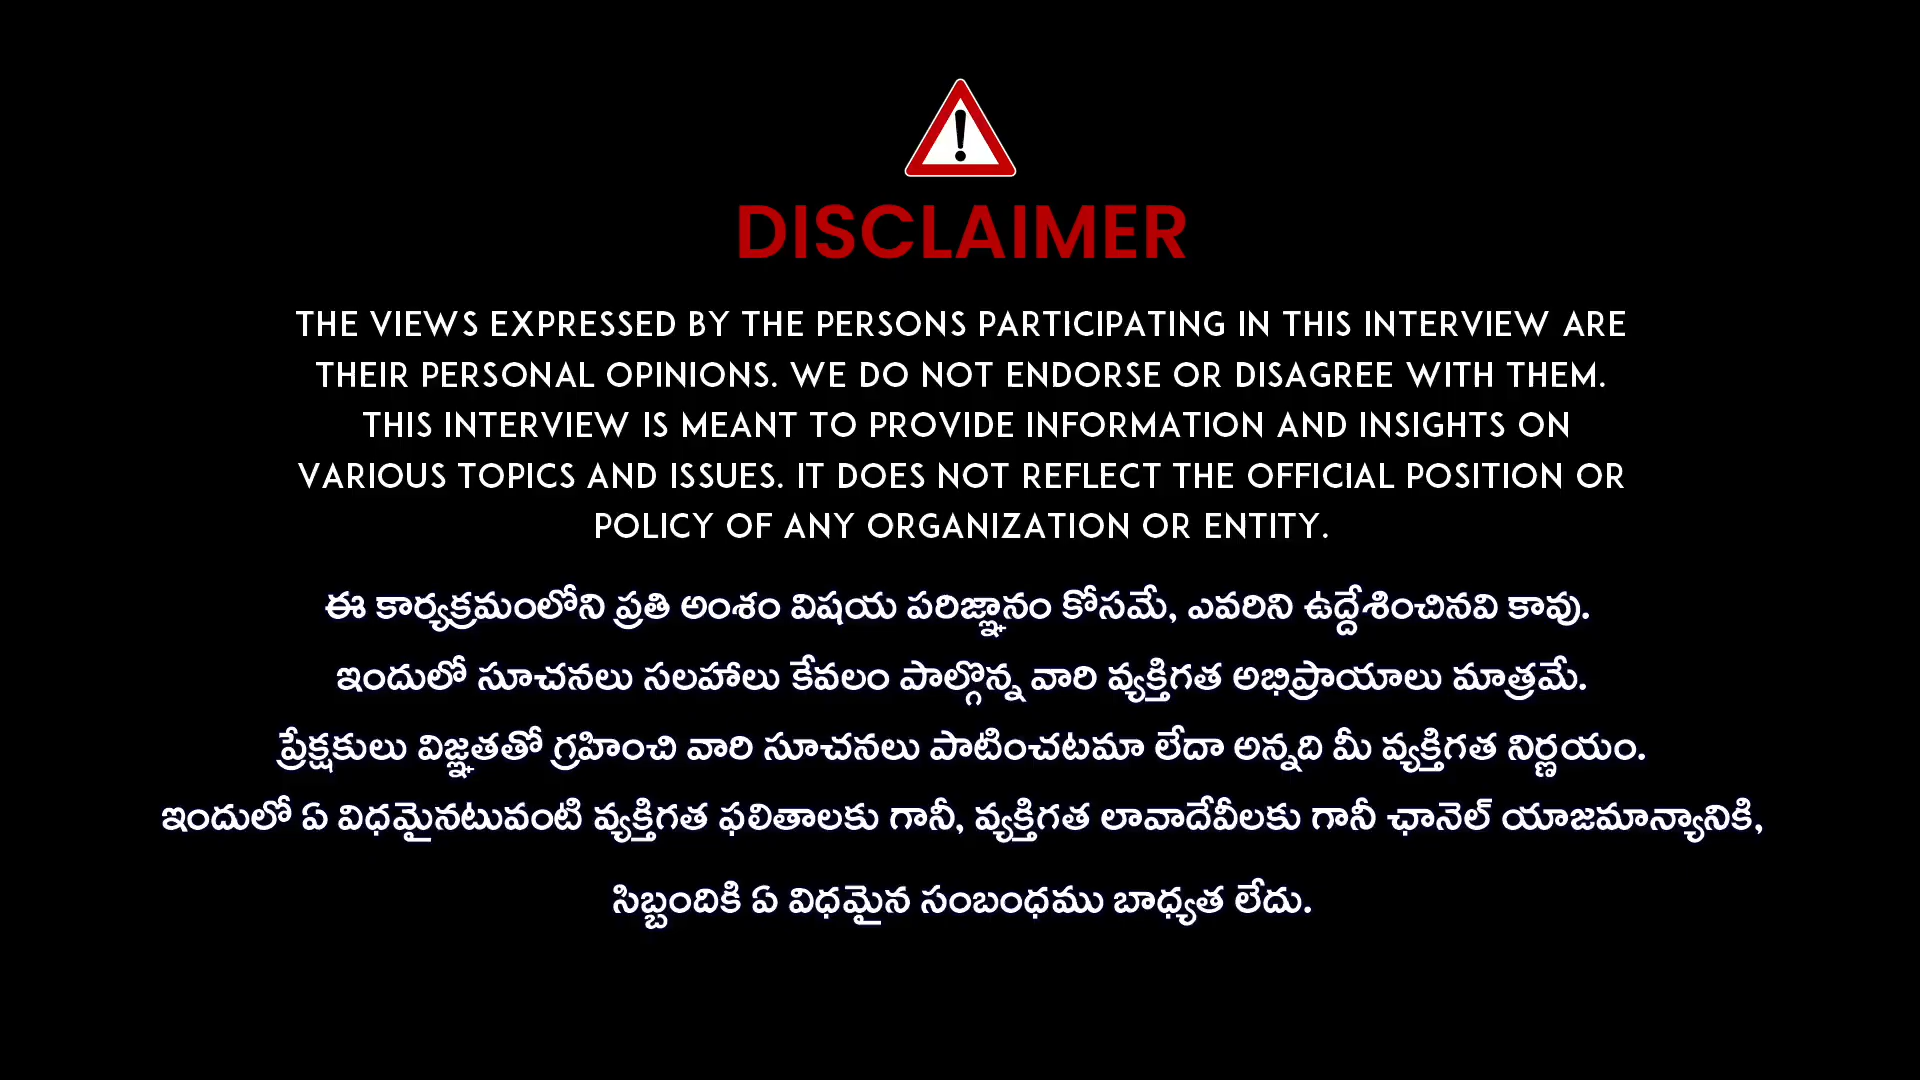 DISCLAIMER
THE VIEWS EXPRESSED BY THE PERSONS PARTICIPATING IN THIS INTERVIEW ARE
THEIR PERSONAL OPINIONS. WE DO NOT ENDORSE OR DISAGREE WITH THEM.
THIS INTERVIEW IS MEANT TO PROVIDE INFORMATION AND INSIGHTS ON
VARIOUS TOPICS AND ISSUES. IT DOES NOT REFLECT THE OFFICIAL POSITION OR
POLICY OF ANY ORGANIZATION OR ENTITY.
ఈ కార్యక్రమంలోని ప్రతి అంశం విషయ పరిజ్ఞానం కోసమే, ఎవరిని ఉద్దేశించినవి కావు.
ఇందులో సూచనలు సలహాలు కేవలం పాల్గొన్న వారి వ్యక్తిగత అభిప్రాయాలు మాత్రమే.
ప్రేక్షకులు విజ్ఞతతో గ్రహించి వారి సూచనలు పాటించటమా లేదా అన్నది మీ వ్యక్తిగత నిర్ణయం.
ఇందులో ఏ విధమైనటువంటి వ్యక్తిగత ఫలితాలకు గానీ, వ్యక్తిగత లావాదేవీలకు గానీ ఛానెల్ యాజమాన్యానికి,
సిబ్బందికి ఏ విధమైన సంబంధము బాధ్యత లేదు.